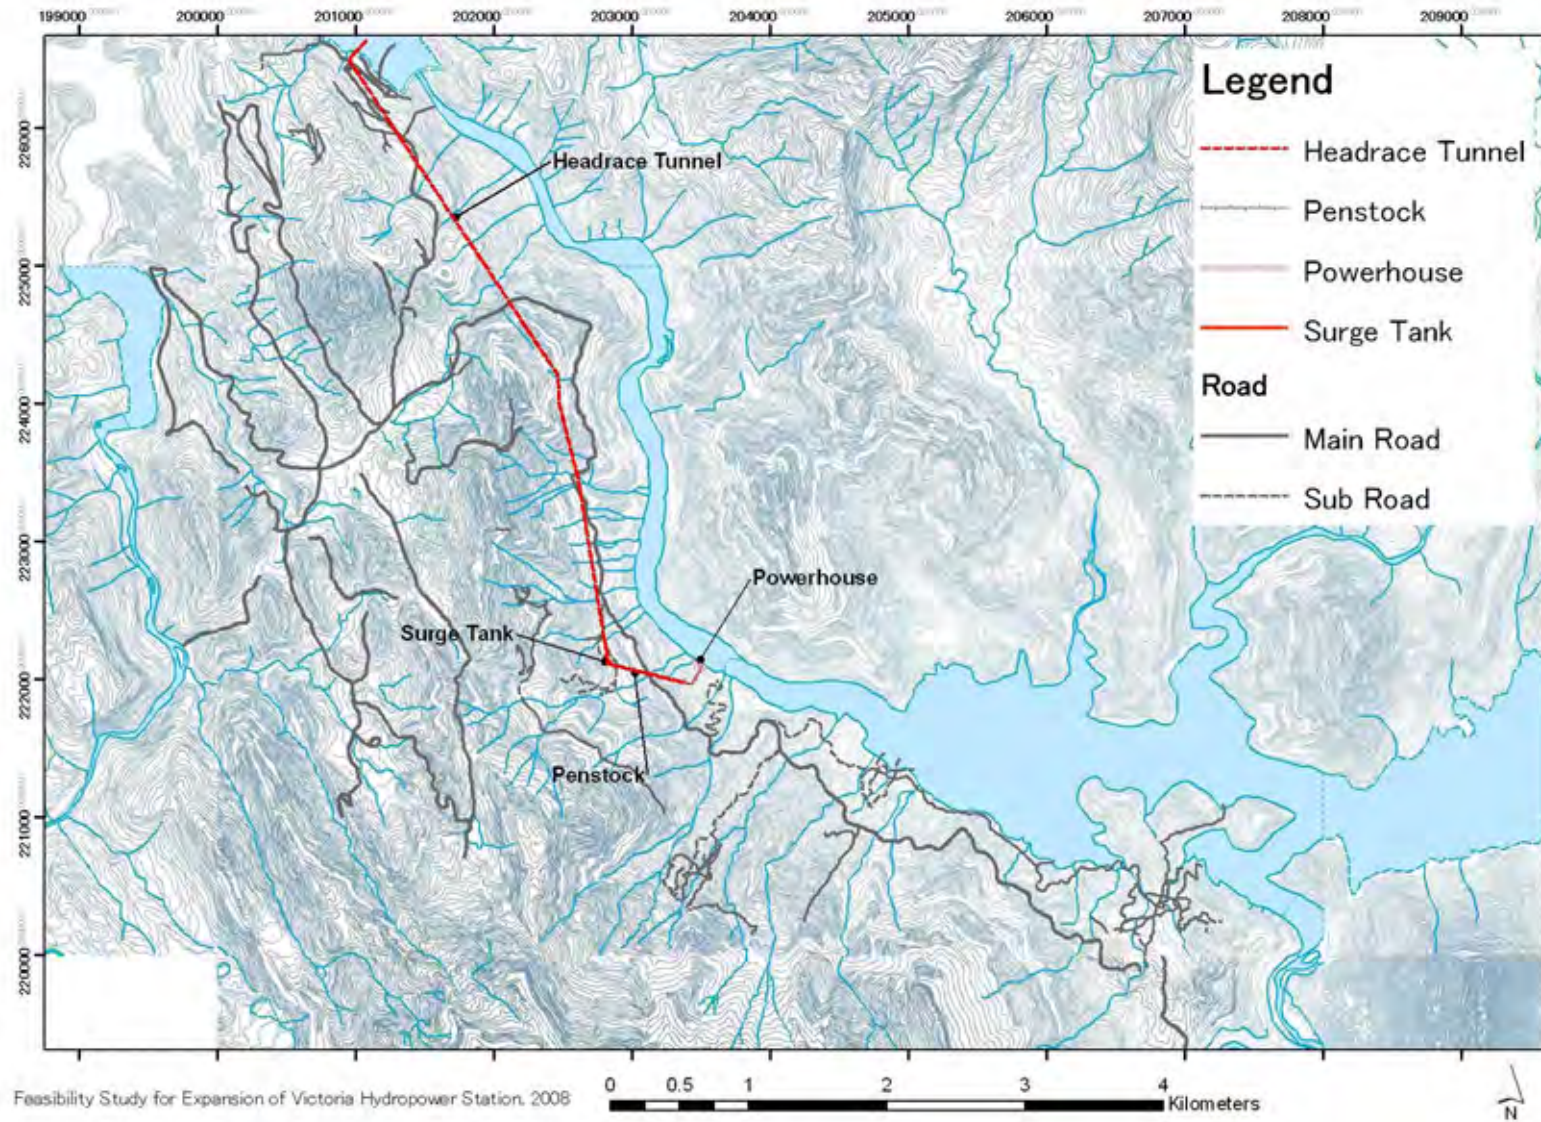 199000 200000 201000 202000 203000 204000 205000 206000 207000 208000 209000
226000
225000
224000
223000
222000
221000
220000
Legend
Headrace Tunnel
Penstock
Powerhouse
Surge Tank
Road
Main Road
Sub Road
Headrace Tunnel
Powerhouse
Surge Tank
Penstock
Feasibility Study for Expansion of Victoria Hydropower Station. 2008
0 0.5 1 2 3 4
Kilometers
N